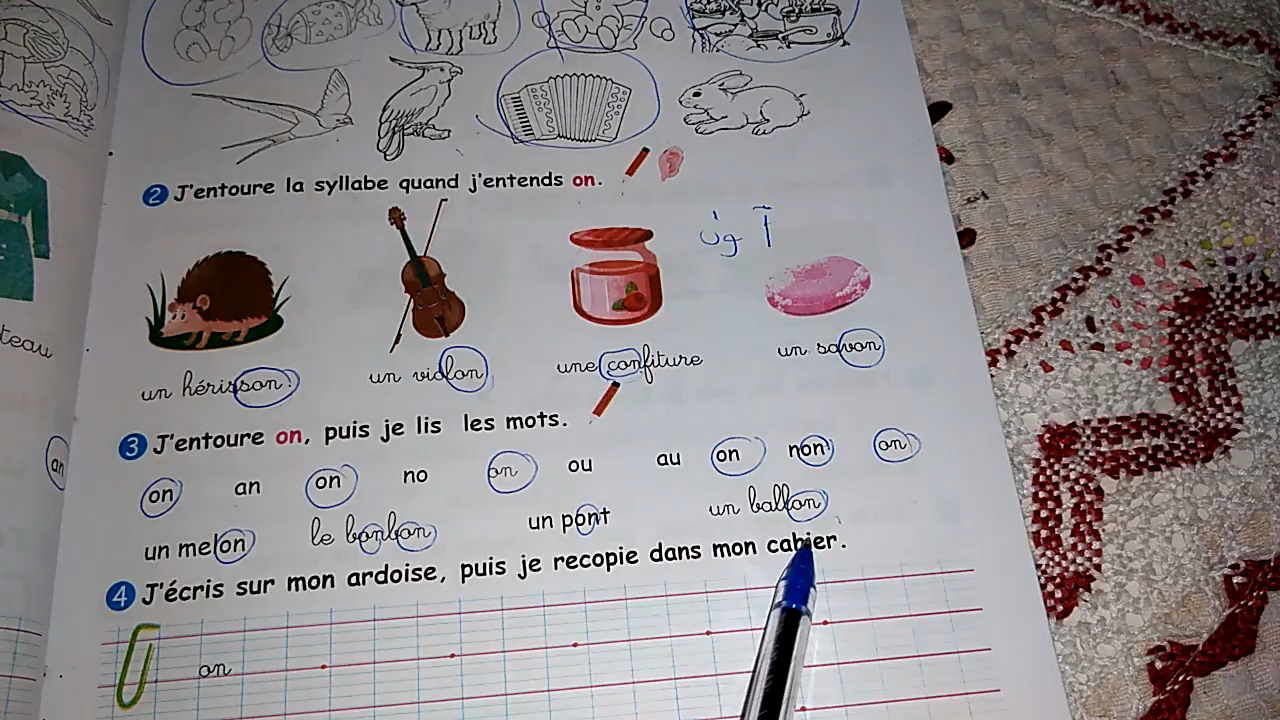 2 J'entoure la syllabe quand j'entends on.
آ وُن
teau
un hérisson un violon une confiture un savon
3 J'entoure on, puis je lis les mots.
an
on an on no on ou au on non on
un melon le bonbon un pont un ballon
4 J'écris sur mon ardoise, puis je recopie dans mon cahier.
on